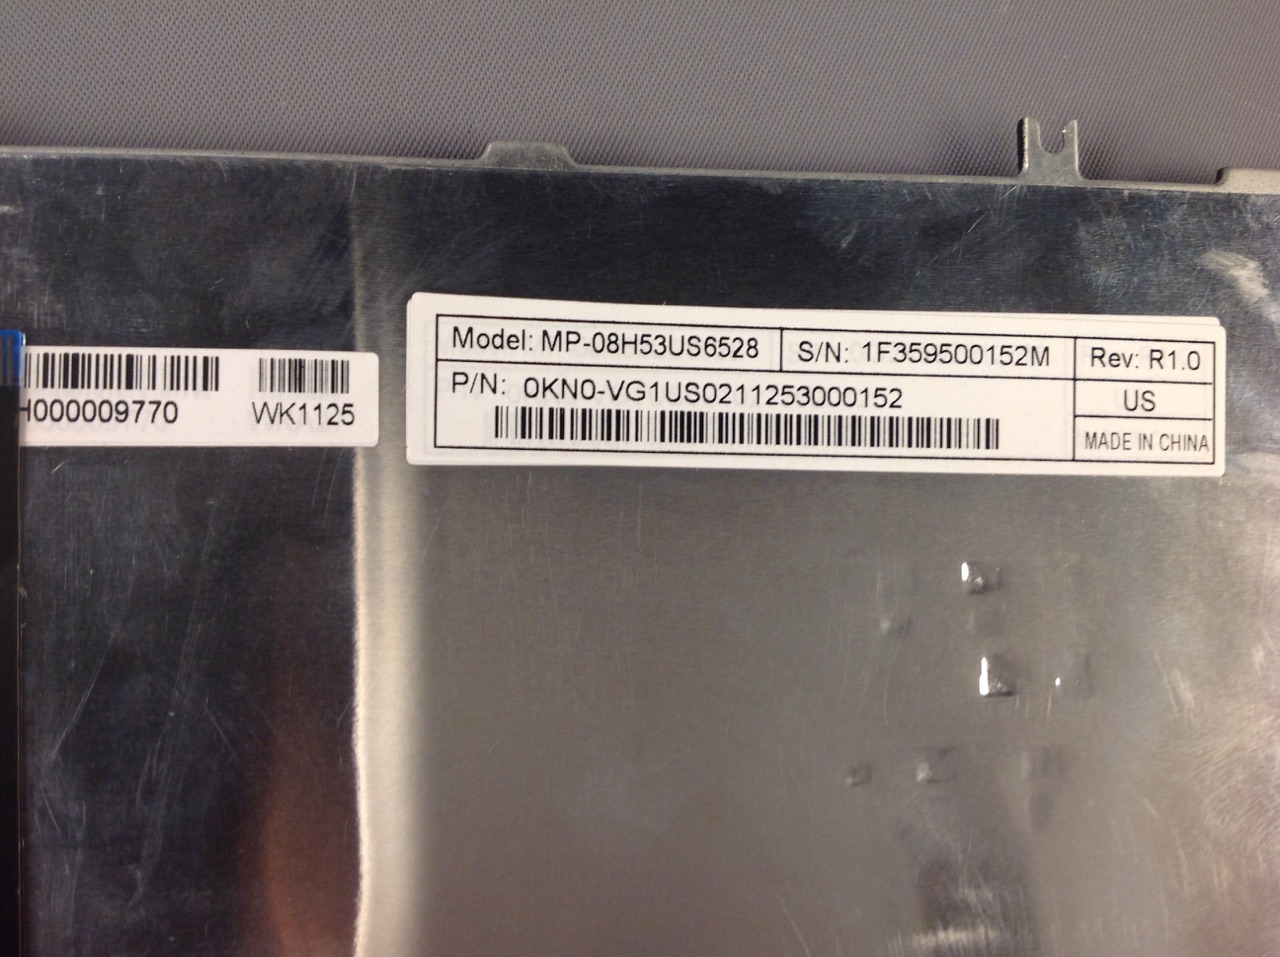 H000009770 WK1125
Model: MP-08H53US6528 S/N: 1F359500152M Rev: R1.0
P/N: 0KN0-VG1US0211253000152 US
MADE IN CHINA